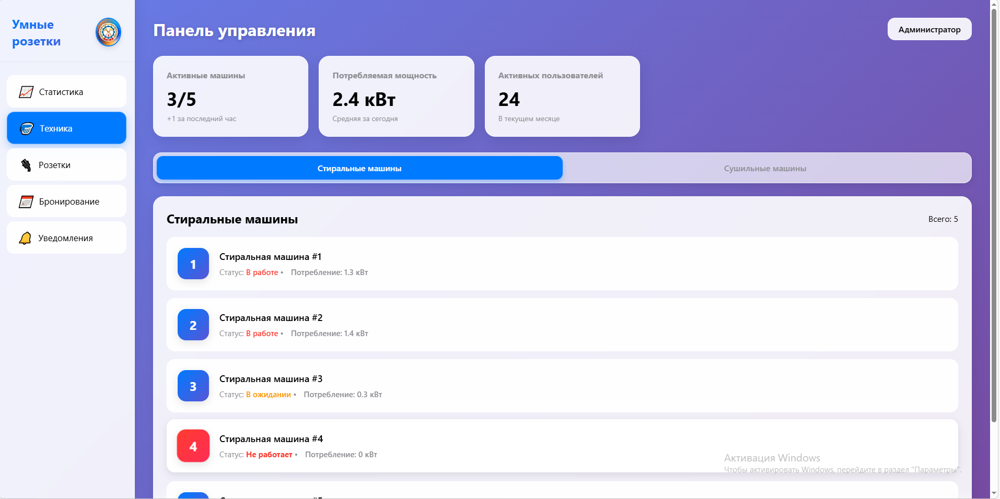 Умные
розетки
Статистика
Техника
Розетки
Бронирование
Уведомления
Панель управления
Администратор
Активные машины
3/5
+1 за последний час
Потребляемая мощность
2.4 кВт
Средняя за сегодня
Активных пользователей
24
В текущем месяце
Стиральные машины
Сушильные машины
Стиральные машины
Всего: 5
1
Стиральная машина #1
Статус: В работе • Потребление: 1.3 кВт
2
Стиральная машина #2
Статус: В работе • Потребление: 1.4 кВт
3
Стиральная машина #3
Статус: В ожидании • Потребление: 0.3 кВт
4
Стиральная машина #4
Статус: Не работает • Потребление: 0 кВт
Активация Windows
Чтобы активировать Windows, перейдите в раздел "Параметры".